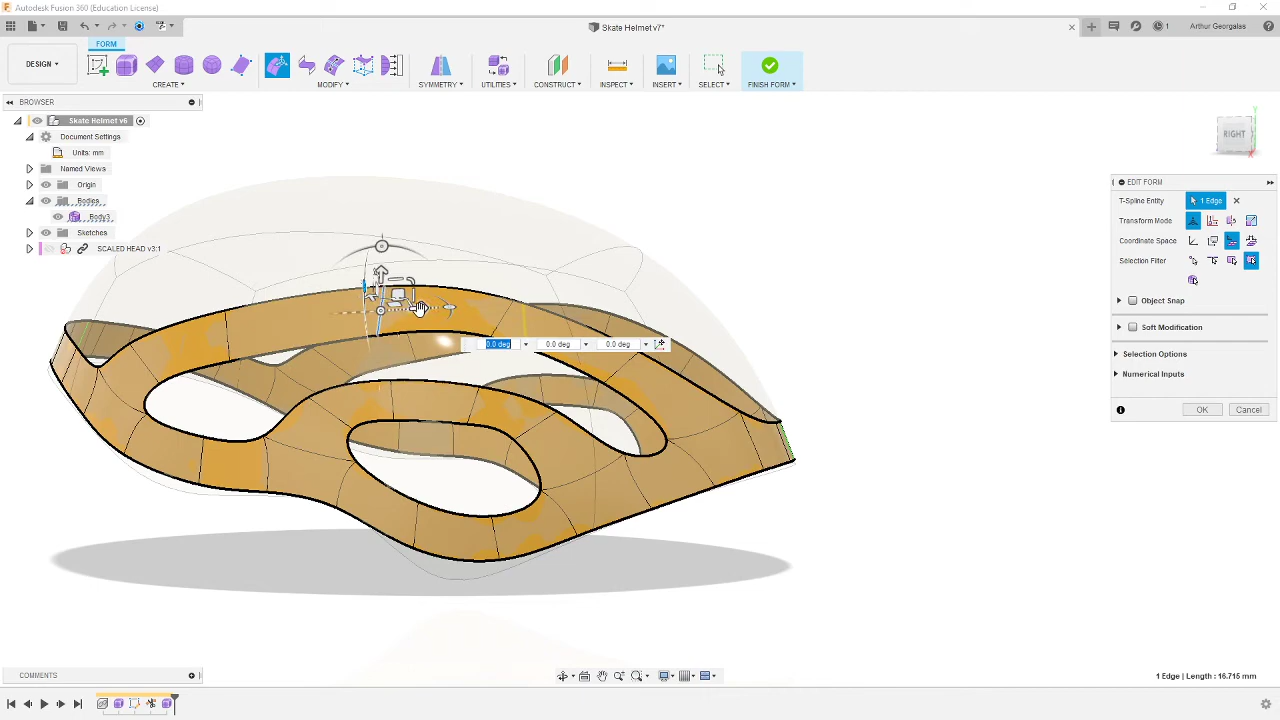 Autodesk Fusion 360 (Education License)
Skate Helmet v7*
1
Arthur Georgalas
FORM
DESIGN
CREATE
MODIFY
SYMMETRY
UTILITIES
CONSTRUCT
INSPECT
INSERT
SELECT
FINISH FORM
BROWSER
Skate Helmet v6
Document Settings
Units: mm
Named Views
Origin
Bodies
Body3
Sketches
SCALED HEAD v3:1
Y
RIGHT
X
EDIT FORM
T-Spline Entity
1 Edge
Transform Mode
Coordinate Space
Selection Filter
Object Snap
Soft Modification
Selection Options
Numerical Inputs
OK
Cancel
0.0 deg
0.0 deg
0.0 deg
COMMENTS
1 Edge | Length : 16.715 mm